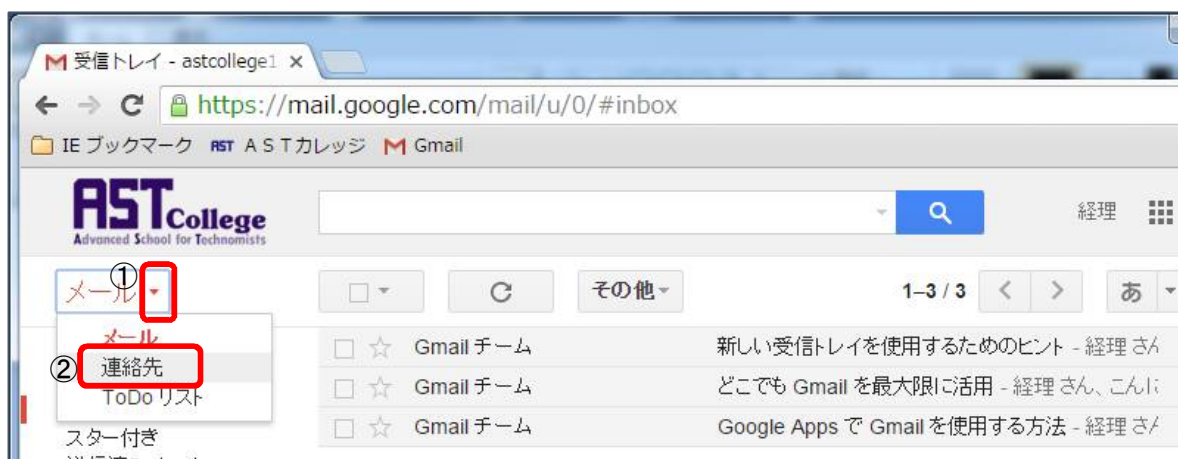 受信トレイ - astcollege1
https://mail.google.com/mail/u/0/#inbox
IE ブックマーク AST ＡＳＴカレッジ Gmail
AST College
Advanced School for Technomists
経理
① メール その他 1–3 / 3 あ
メール
② 連絡先
ToDo リスト
Gmail チーム 新しい受信トレイを使用するためのヒント - 経理 さん
Gmail チーム どこでも Gmail を最大限に活用 - 経理 さん、こんに
Gmail チーム Google Apps で Gmail を使用する方法 - 経理 さん
スター付き